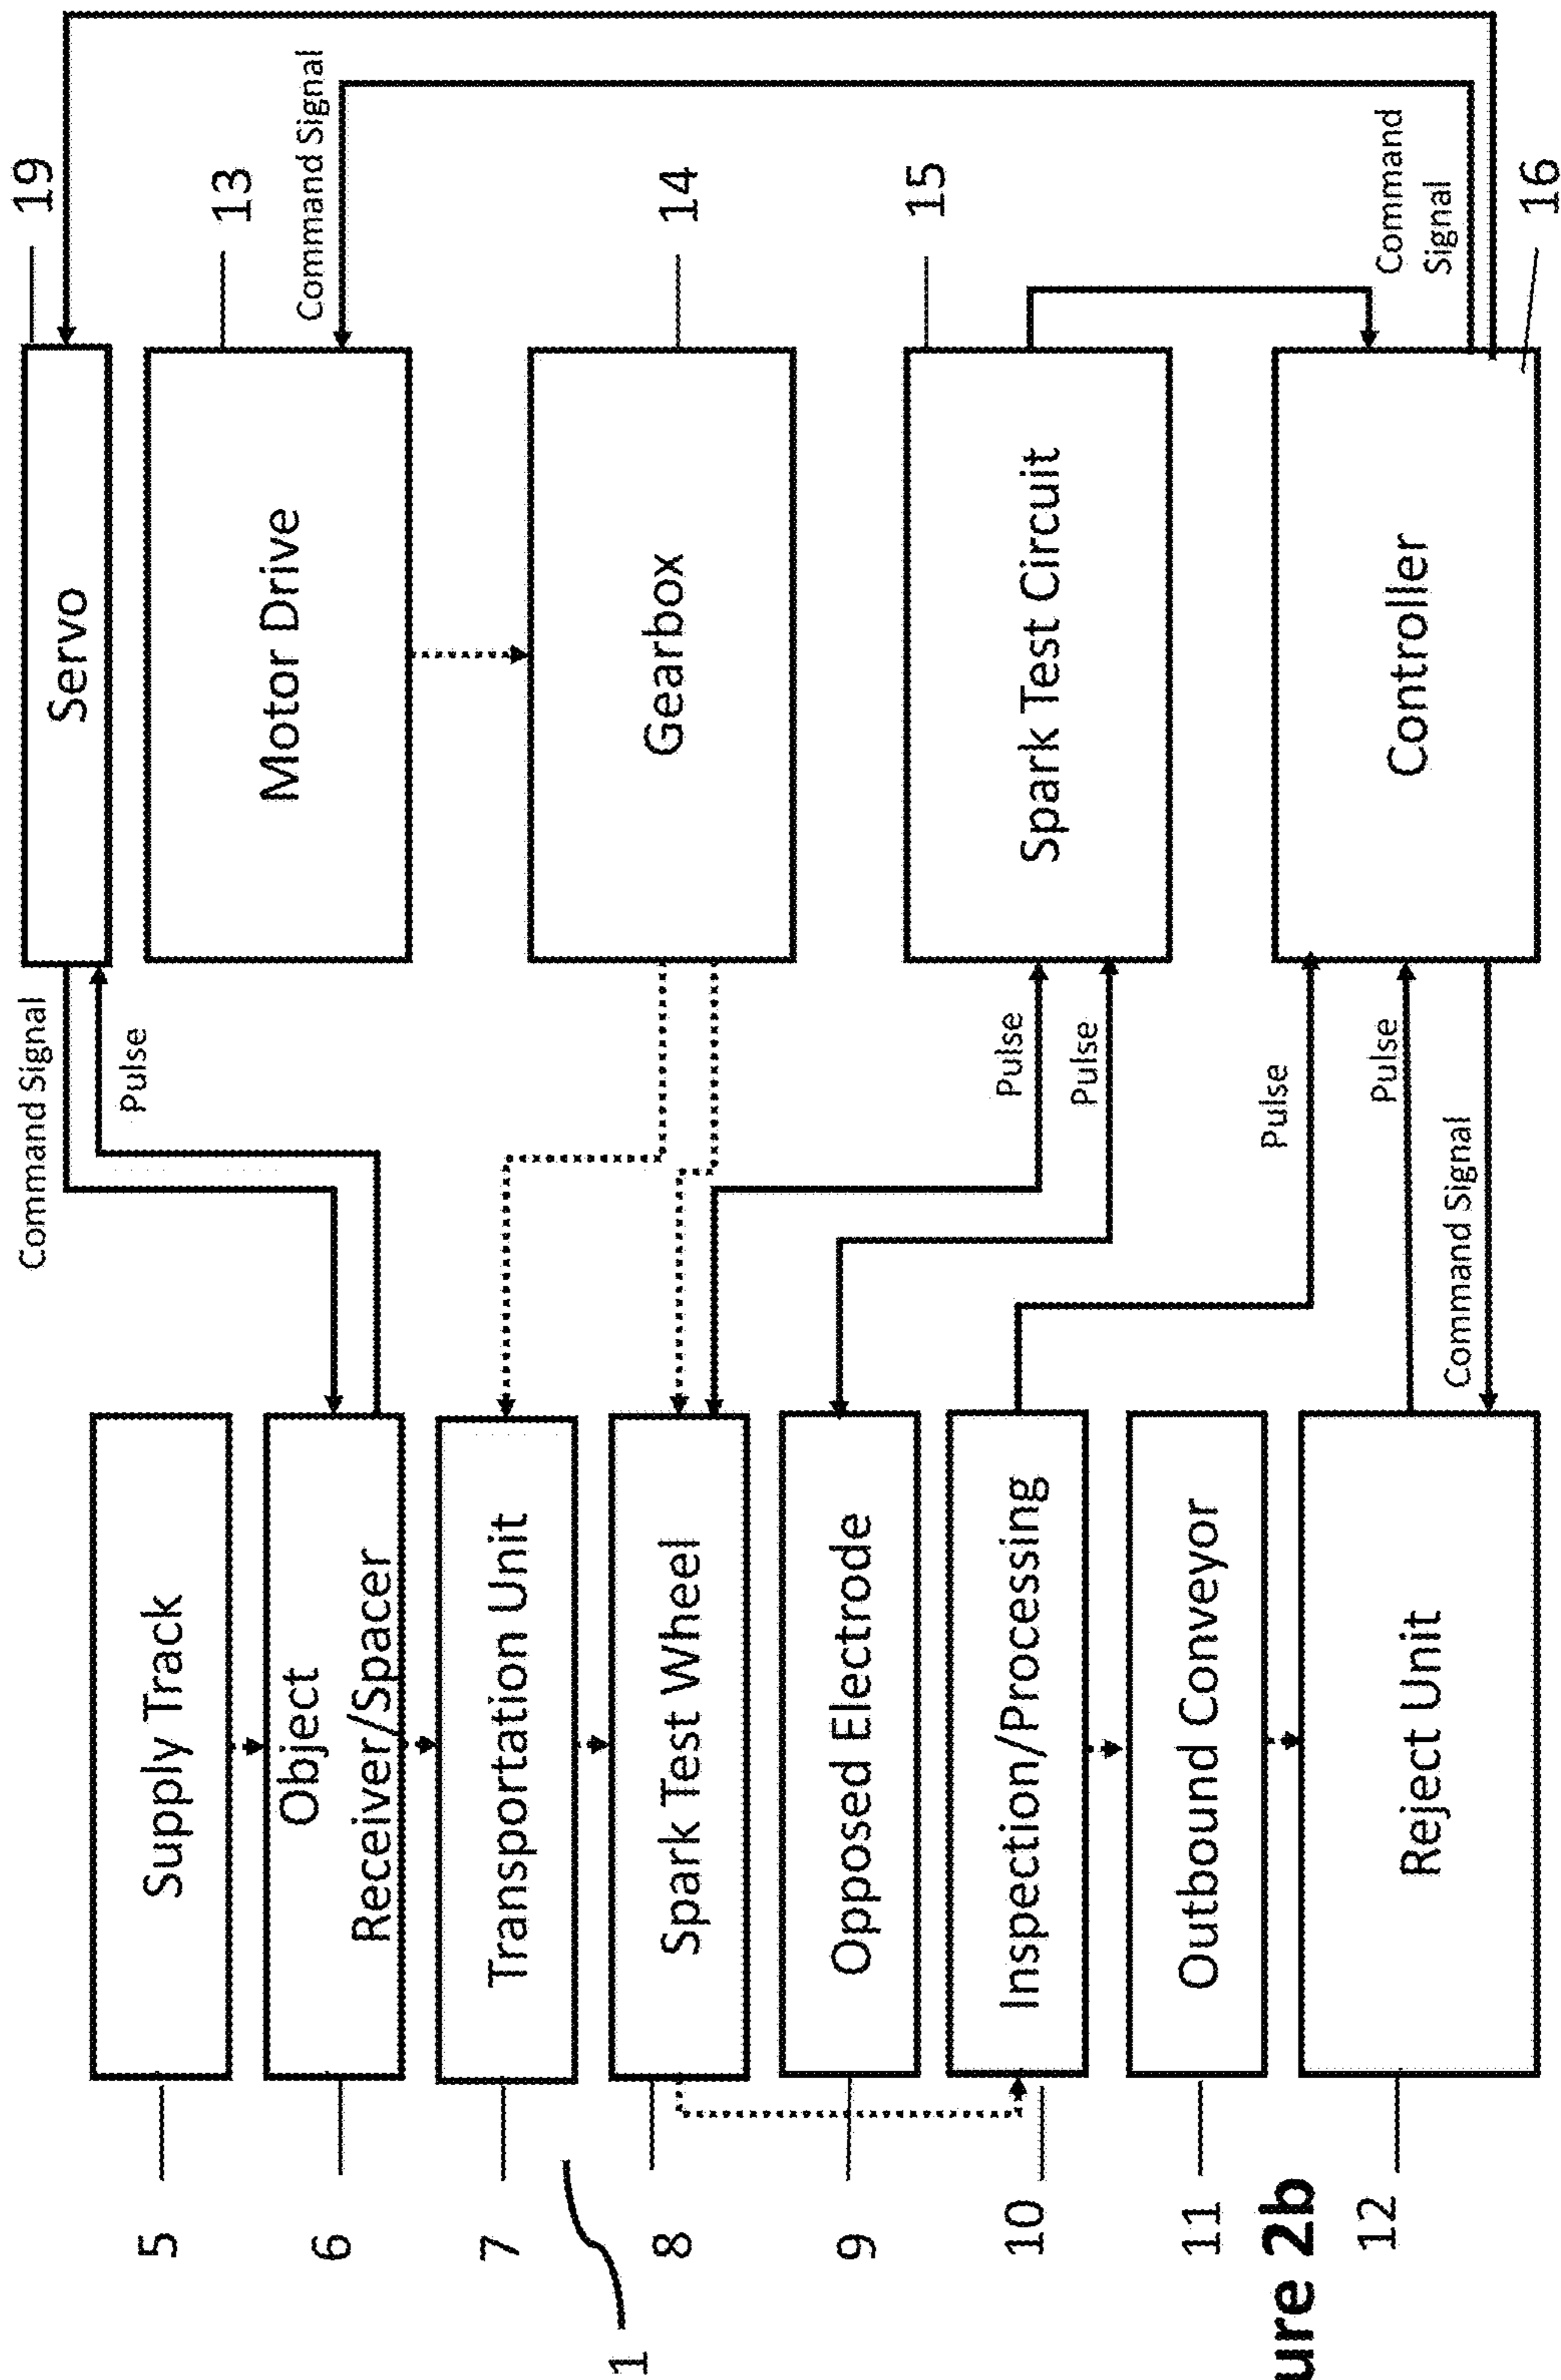 5
Supply Track
6
Object
Receiver/Spacer
7
Transportation Unit
8
Spark Test Wheel
9
Opposed Electrode
10
Inspection/Processing
11
Outbound Conveyor
12
Reject Unit
1
Command Signal
Pulse
Pulse
Pulse
Pulse
Pulse
Command Signal
Servo
19
Motor Drive
13
Command Signal
Gearbox
14
Spark Test Circuit
15
Controller
Command
Signal
16
ure 2b